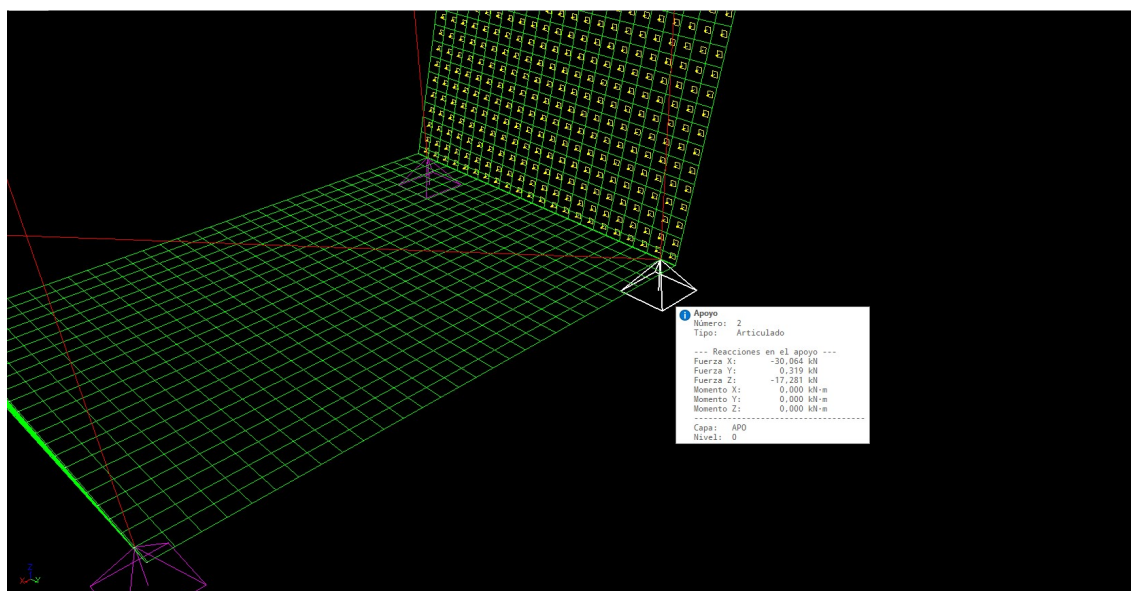 Apoyo
Número: 2
Tipo: Articulado
--- Reacciones en el apoyo ---
Fuerza X: -30,064 kN
Fuerza Y: 0,319 kN
Fuerza Z: -17,281 kN
Momento X: 0,000 kN·m
Momento Y: 0,000 kN·m
Momento Z: 0,000 kN·m
-----------------------------------
Capa: APO
Nivel: 0
X
Y